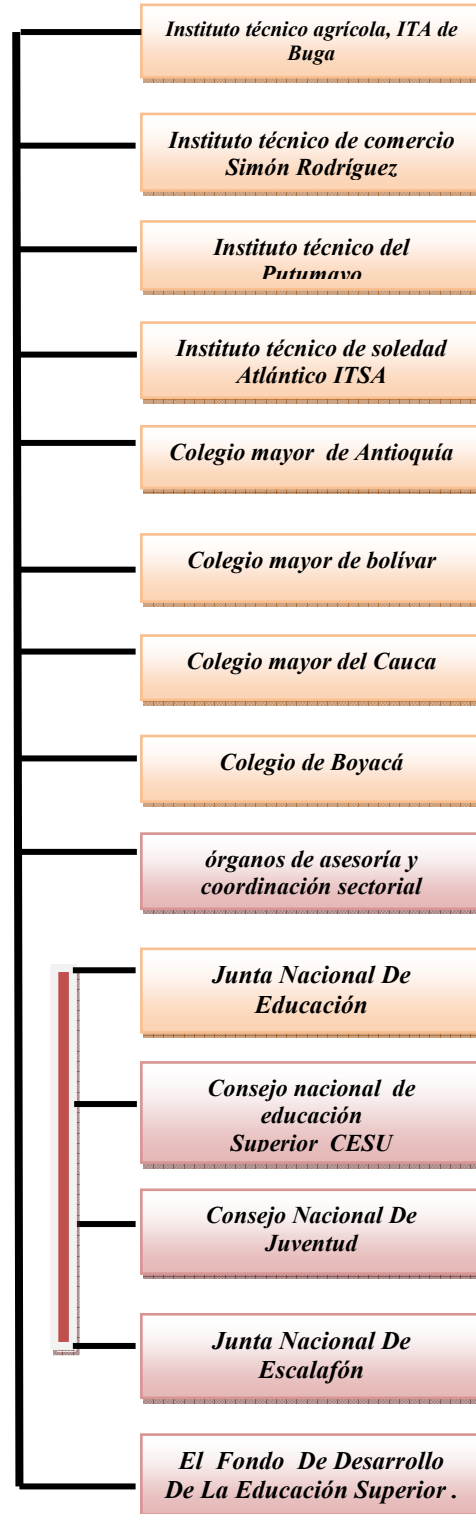 Instituto técnico agrícola, ITA de
Buga
Instituto técnico de comercio
Simón Rodríguez
Instituto técnico del
Putumayo
Instituto técnico de soledad
Atlántico ITSA
Colegio mayor de Antioquía
Colegio mayor de bolívar
Colegio mayor del Cauca
Colegio de Boyacá
órganos de asesoría y
coordinación sectorial
Junta Nacional De
Educación
Consejo nacional de
educación
Superior CESU
Consejo Nacional De
Juventud
Junta Nacional De
Escalafón
El Fondo De Desarrollo
De La Educación Superior .